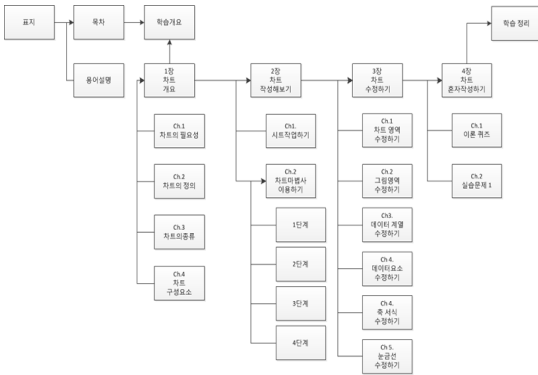 표지
목차
학습개요
학습 정리
용어설명
1장
차트
개요
2장
차트
작성해보기
3장
차트
수정하기
4장
차트
혼자작성하기
Ch.1
차트의 필요성
Ch.2
차트의 정의
Ch.3
차트의종류
Ch.4
차트
구성요소
Ch1.
시트작업하기
Ch.2
차트마법사
이용하기
1단계
2단계
3단계
4단계
Ch.1
차트 영역
수정하기
Ch.2
그림영역
수정하기
Ch3.
데이터 계열
수정하기
Ch 4.
데이터요소
수정하기
Ch 4.
축 서식
수정하기
Ch 5.
눈금선
수정하기
Ch.1
이론 퀴즈
Ch.2
실습문제 1